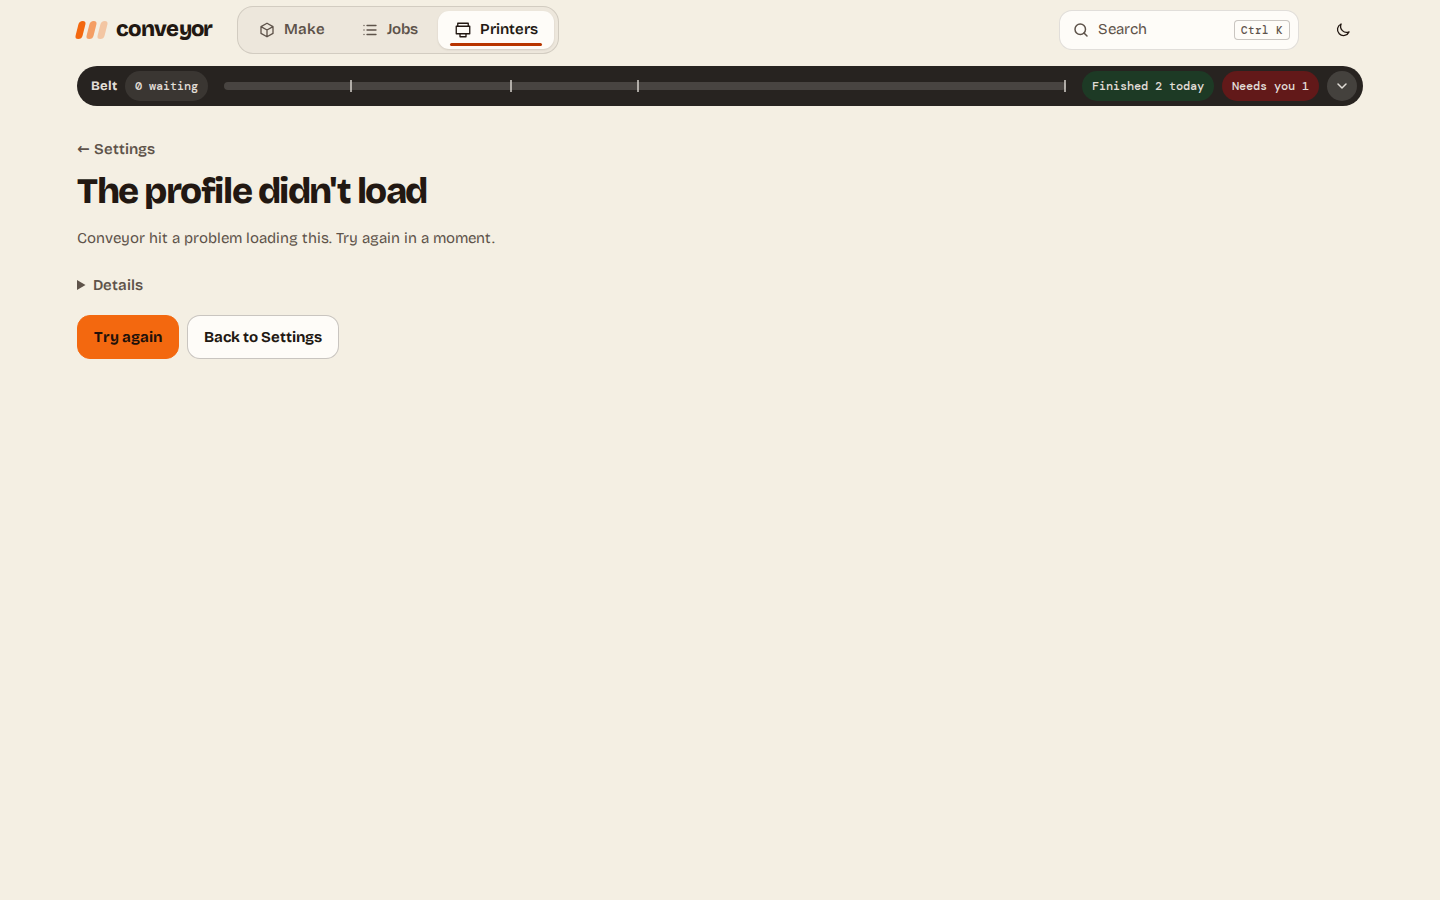 conveyor
Make
Jobs
Printers
Search
Ctrl K
Belt
0 waiting
Finished 2 today
Needs you 1
← Settings
The profile didn't load
Conveyor hit a problem loading this. Try again in a moment.
Details
Try again
Back to Settings